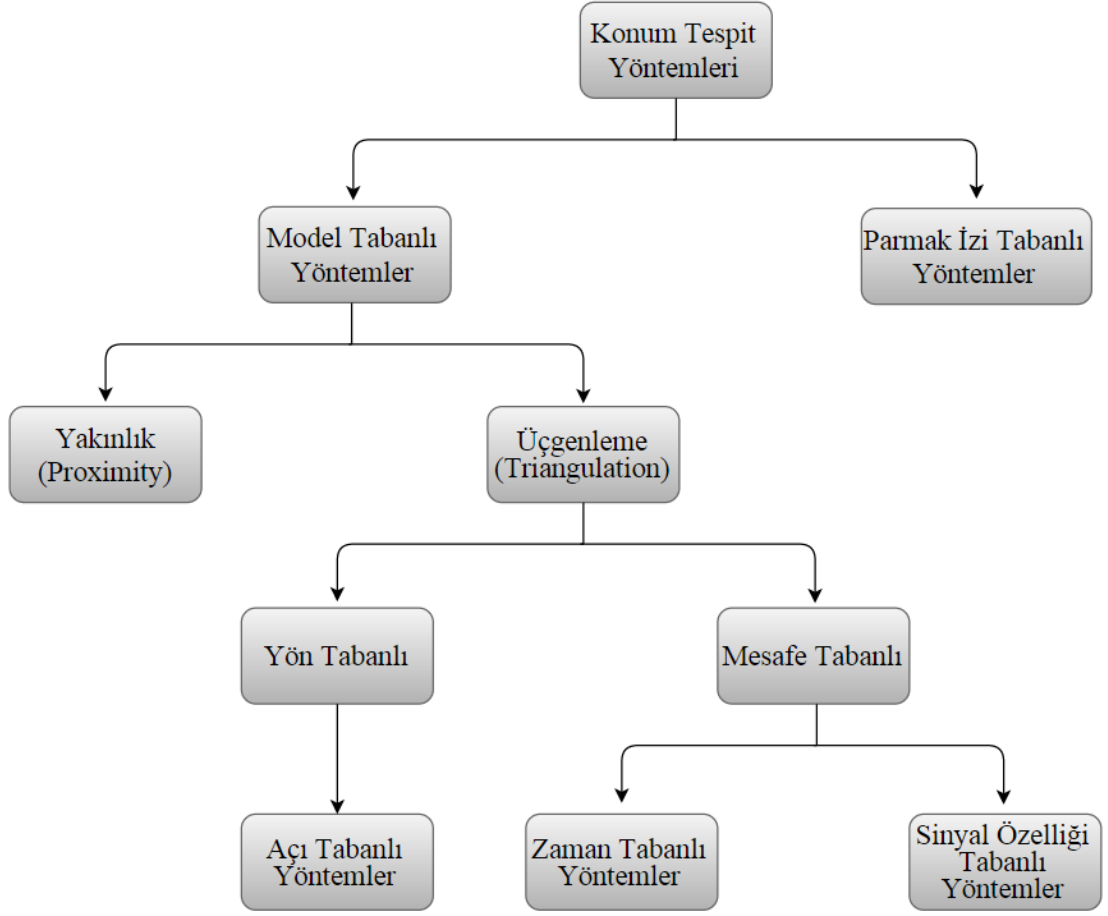 Konum Tespit
Yöntemleri
Model Tabanlı
Yöntemler
Parmak İzi Tabanlı
Yöntemler
Yakınlık
(Proximity)
Üçgenleme
(Triangulation)
Yön Tabanlı
Mesafe Tabanlı
Açı Tabanlı
Yöntemler
Zaman Tabanlı
Yöntemler
Sinyal Özelliği
Tabanlı
Yöntemler